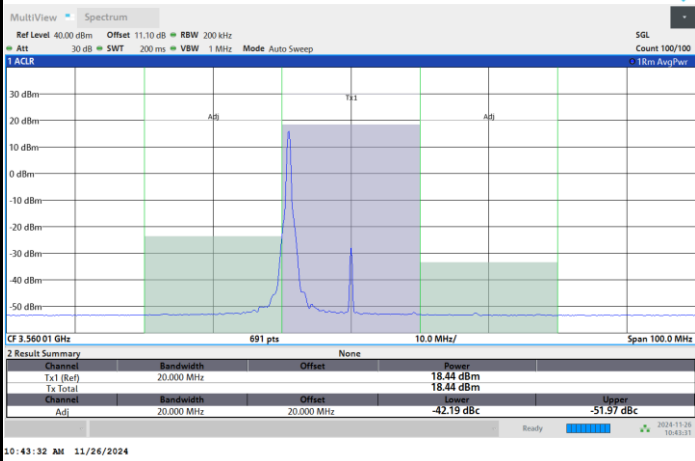 MultiView Spectrum
Ref Level 40.00 dBm Offset 11.10 dB RBW 200 kHz SGL
Att 30 dB SWT 200 ms VBW 1 MHz Mode Auto Sweep Count 100/100
1 ACLR 1Rm AvgPwr
Tx1
Adj Adj
30 dBm
20 dBm
10 dBm
0 dBm
-10 dBm
-20 dBm
-30 dBm
-40 dBm
-50 dBm
CF 3.560 01 GHz 691 pts 10.0 MHz/ Span 100.0 MHz
2 Result Summary None
Channel Bandwidth Offset Power
Tx1 (Ref) 20.000 MHz 18.44 dBm
Tx Total 18.44 dBm
Channel Bandwidth Offset Lower Upper
Adj 20.000 MHz 20.000 MHz -42.19 dBc -51.97 dBc
Ready 2024-11-26
10:43:31
10:43:32 AM 11/26/2024